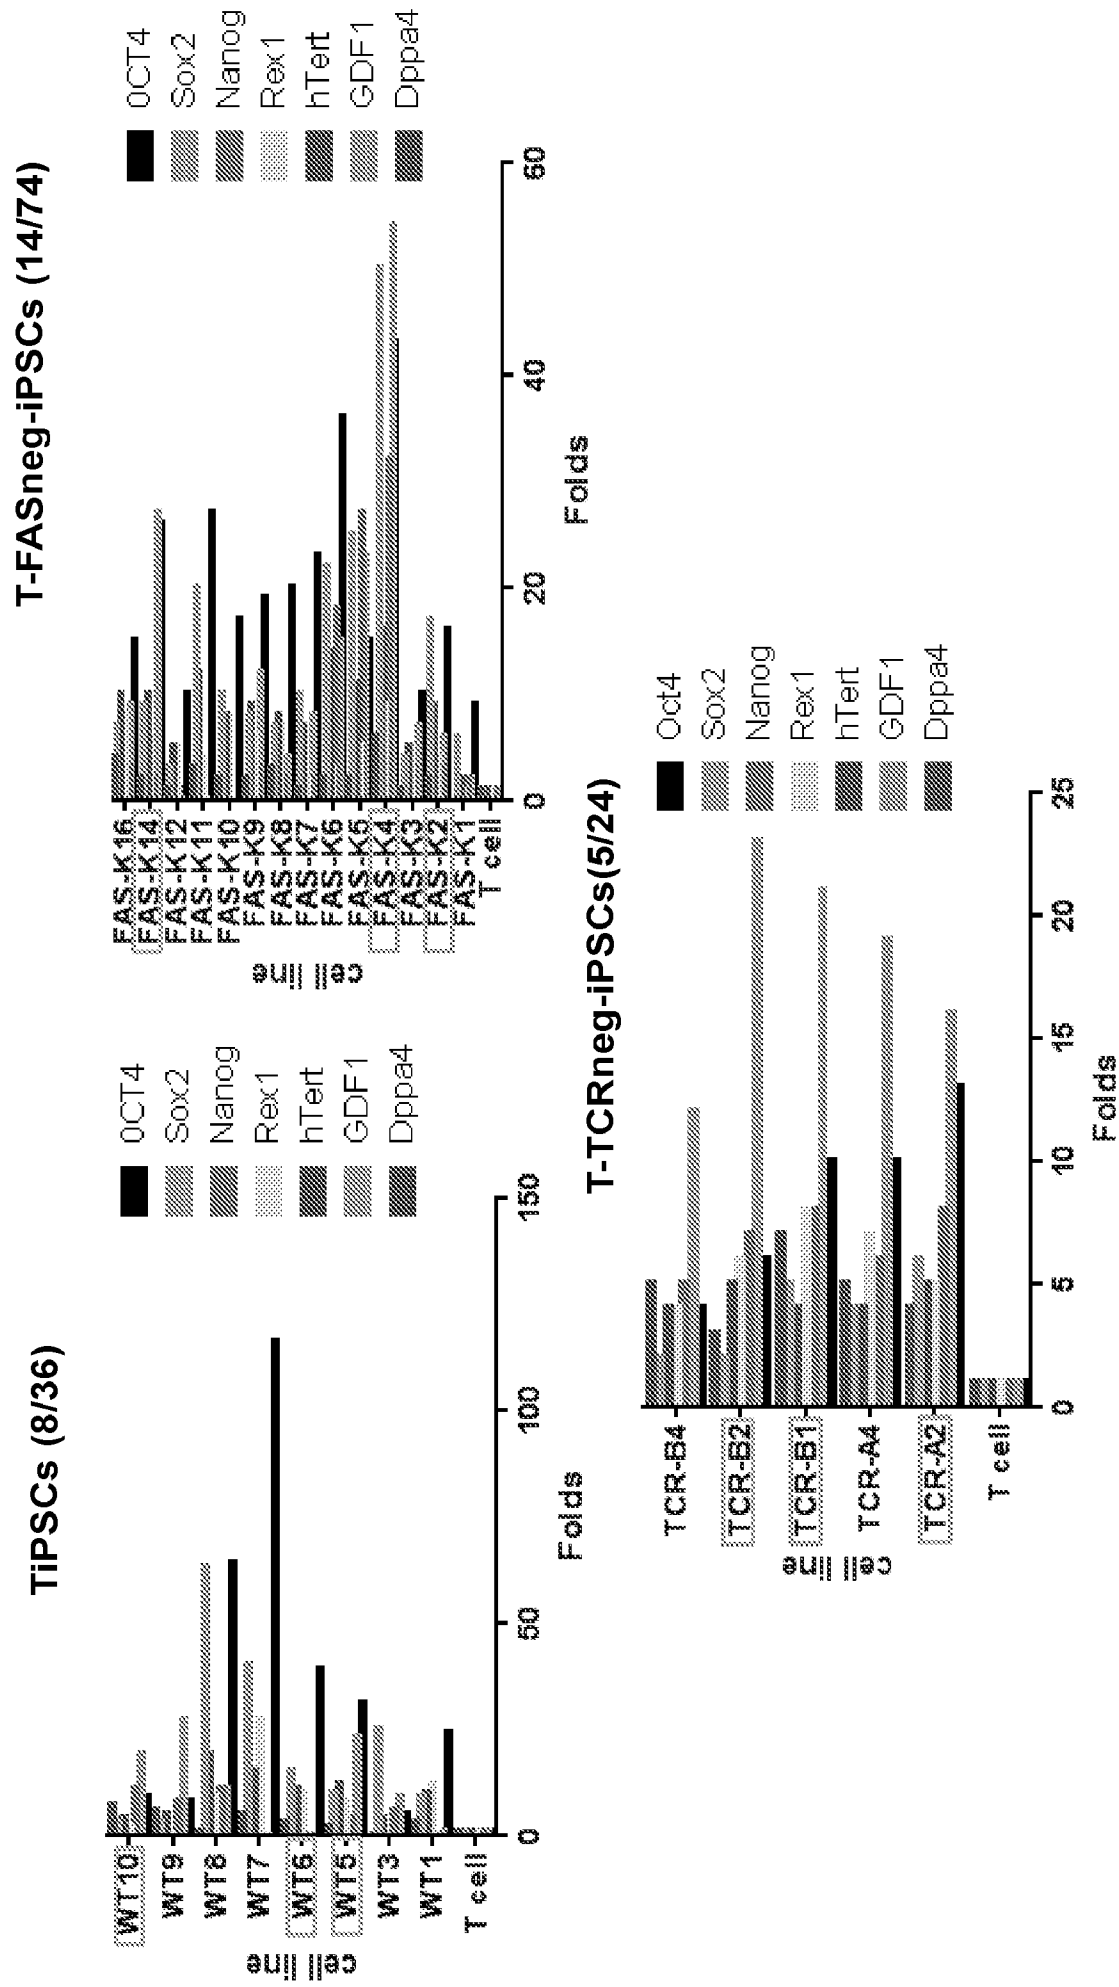 TiPSCs (8/36)
cell line
WT10
WT9
WT8
WT7
WT6
WT5
WT3
WT1
T cell
0
50
100
150
Folds
OCT4
Sox2
Nanog
Rex1
hTert
GDF1
Dppa4
T-FASneg-iPSCs (14/74)
cell line
FAS-K16
FAS-K14
FAS-K12
FAS-K11
FAS-K10
FAS-K9
FAS-K8
FAS-K7
FAS-K6
FAS-K5
FAS-K4
FAS-K3
FAS-K2
FAS-K1
T cell
0
20
40
60
Folds
OCT4
Sox2
Nanog
Rex1
hTert
GDF1
Dppa4
T-TCRneg-iPSCs(5/24)
cell line
TCR-B4
TCR-B2
TCR-B1
TCR-A4
TCR-A2
T cell
0
5
10
15
20
25
Folds
Oct4
Sox2
Nanog
Rex1
hTert
GDF1
Dppa4